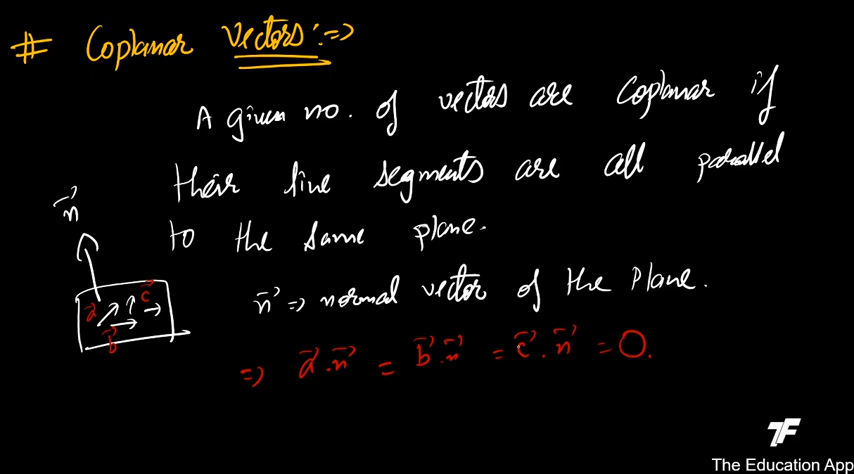 # Coplanar vectors :⇒
A given no. of vectors are coplanar if
their line segments are all parallel
to the same plane.
n⃗
a⃗ b⃗ c⃗
n⃗ ⇒ normal vector of the Plane.
⇒ a⃗.n⃗ = b⃗.n⃗ = c⃗.n⃗ = 0.
7F
The Education App